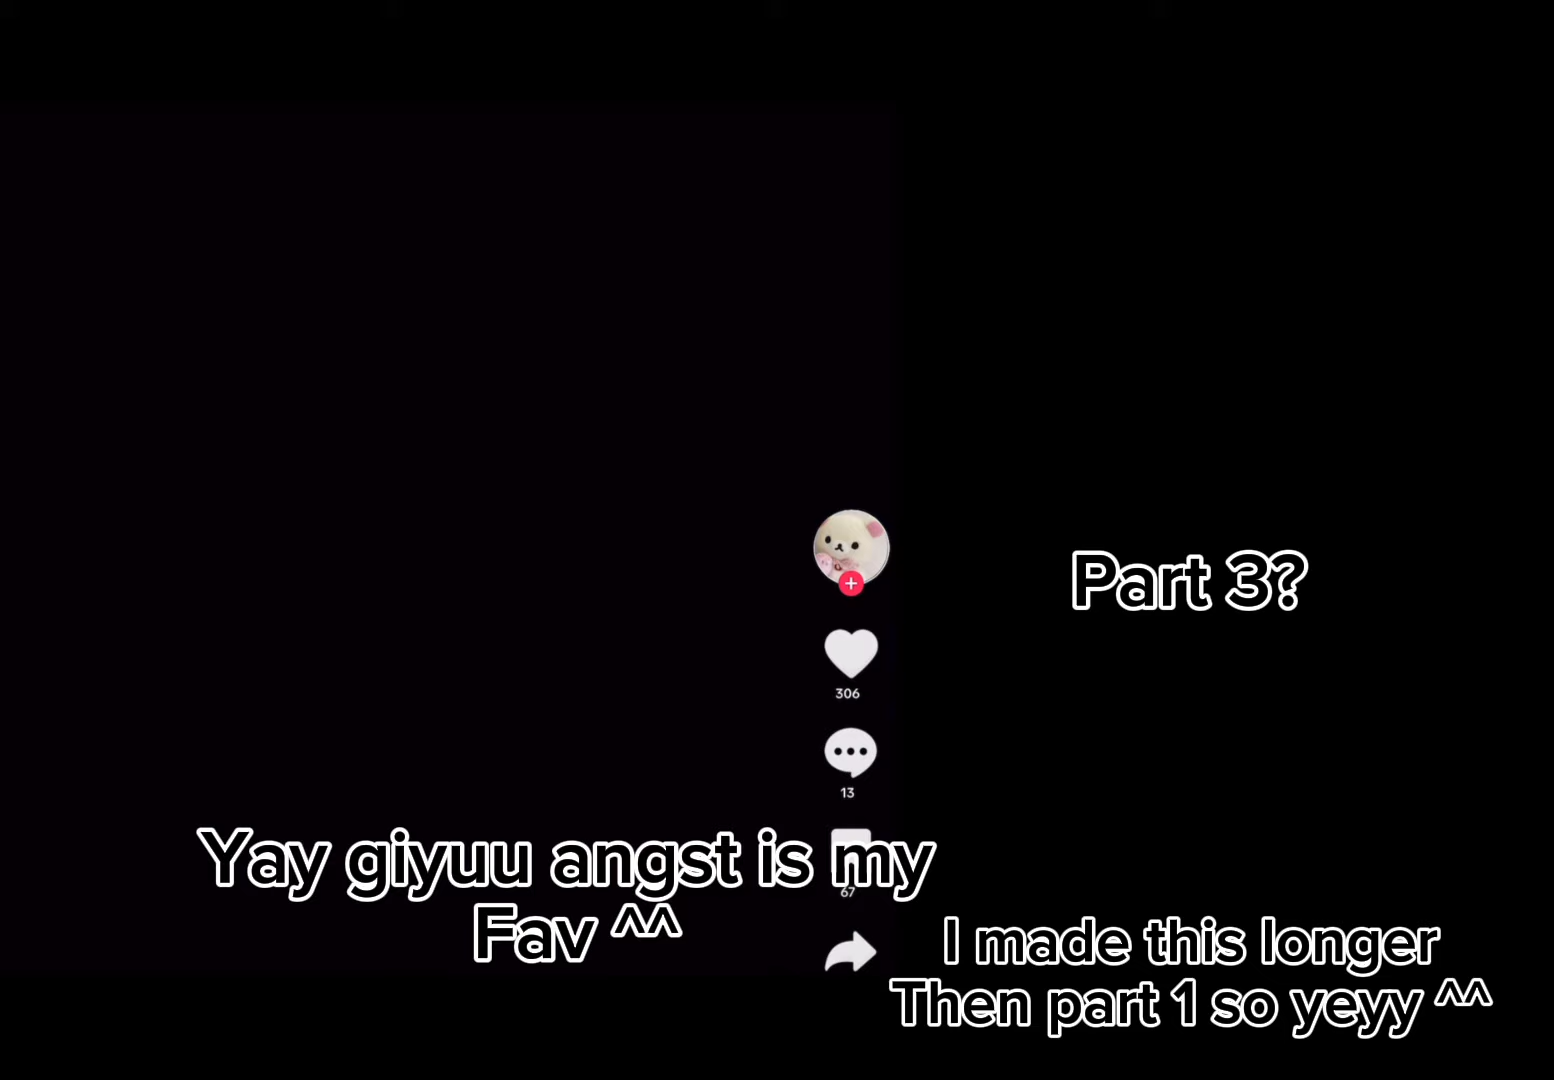 Part 3?
306
13
Yay giyuu angst is my
Fav ^^
67
I made this longer
Then part 1 so yeyy ^^